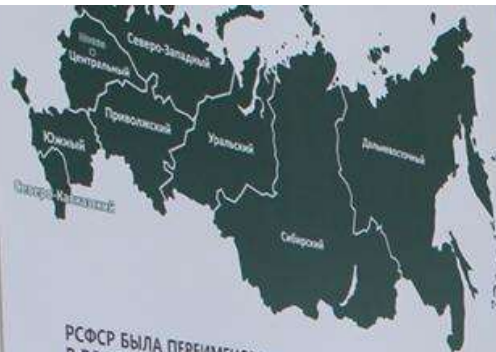 Северо-Западный
Москва
Центральный
Приволжский
Южный
Уральский
Дальневосточный
Северо-Кавказский
Сибирский
РСФСР БЫЛА